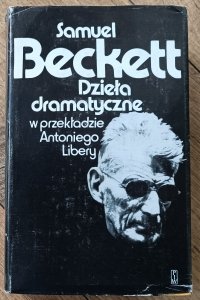 Samuel
Beckett
Dzieła
dramatyczne
w przekładzie
Antoniego
Libery